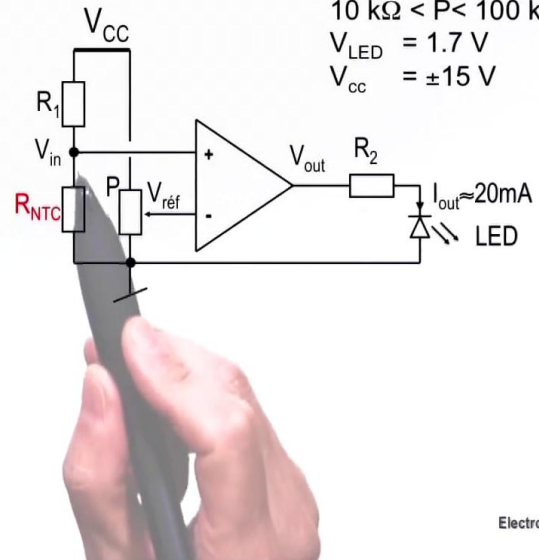 10 kΩ < P< 100 k
V_LED = 1.7 V
V_cc = ±15 V
V_CC
R_1
V_in
R_NTC
P
V_réf
+
-
V_out
R_2
I_out≈20mA
LED
Electro